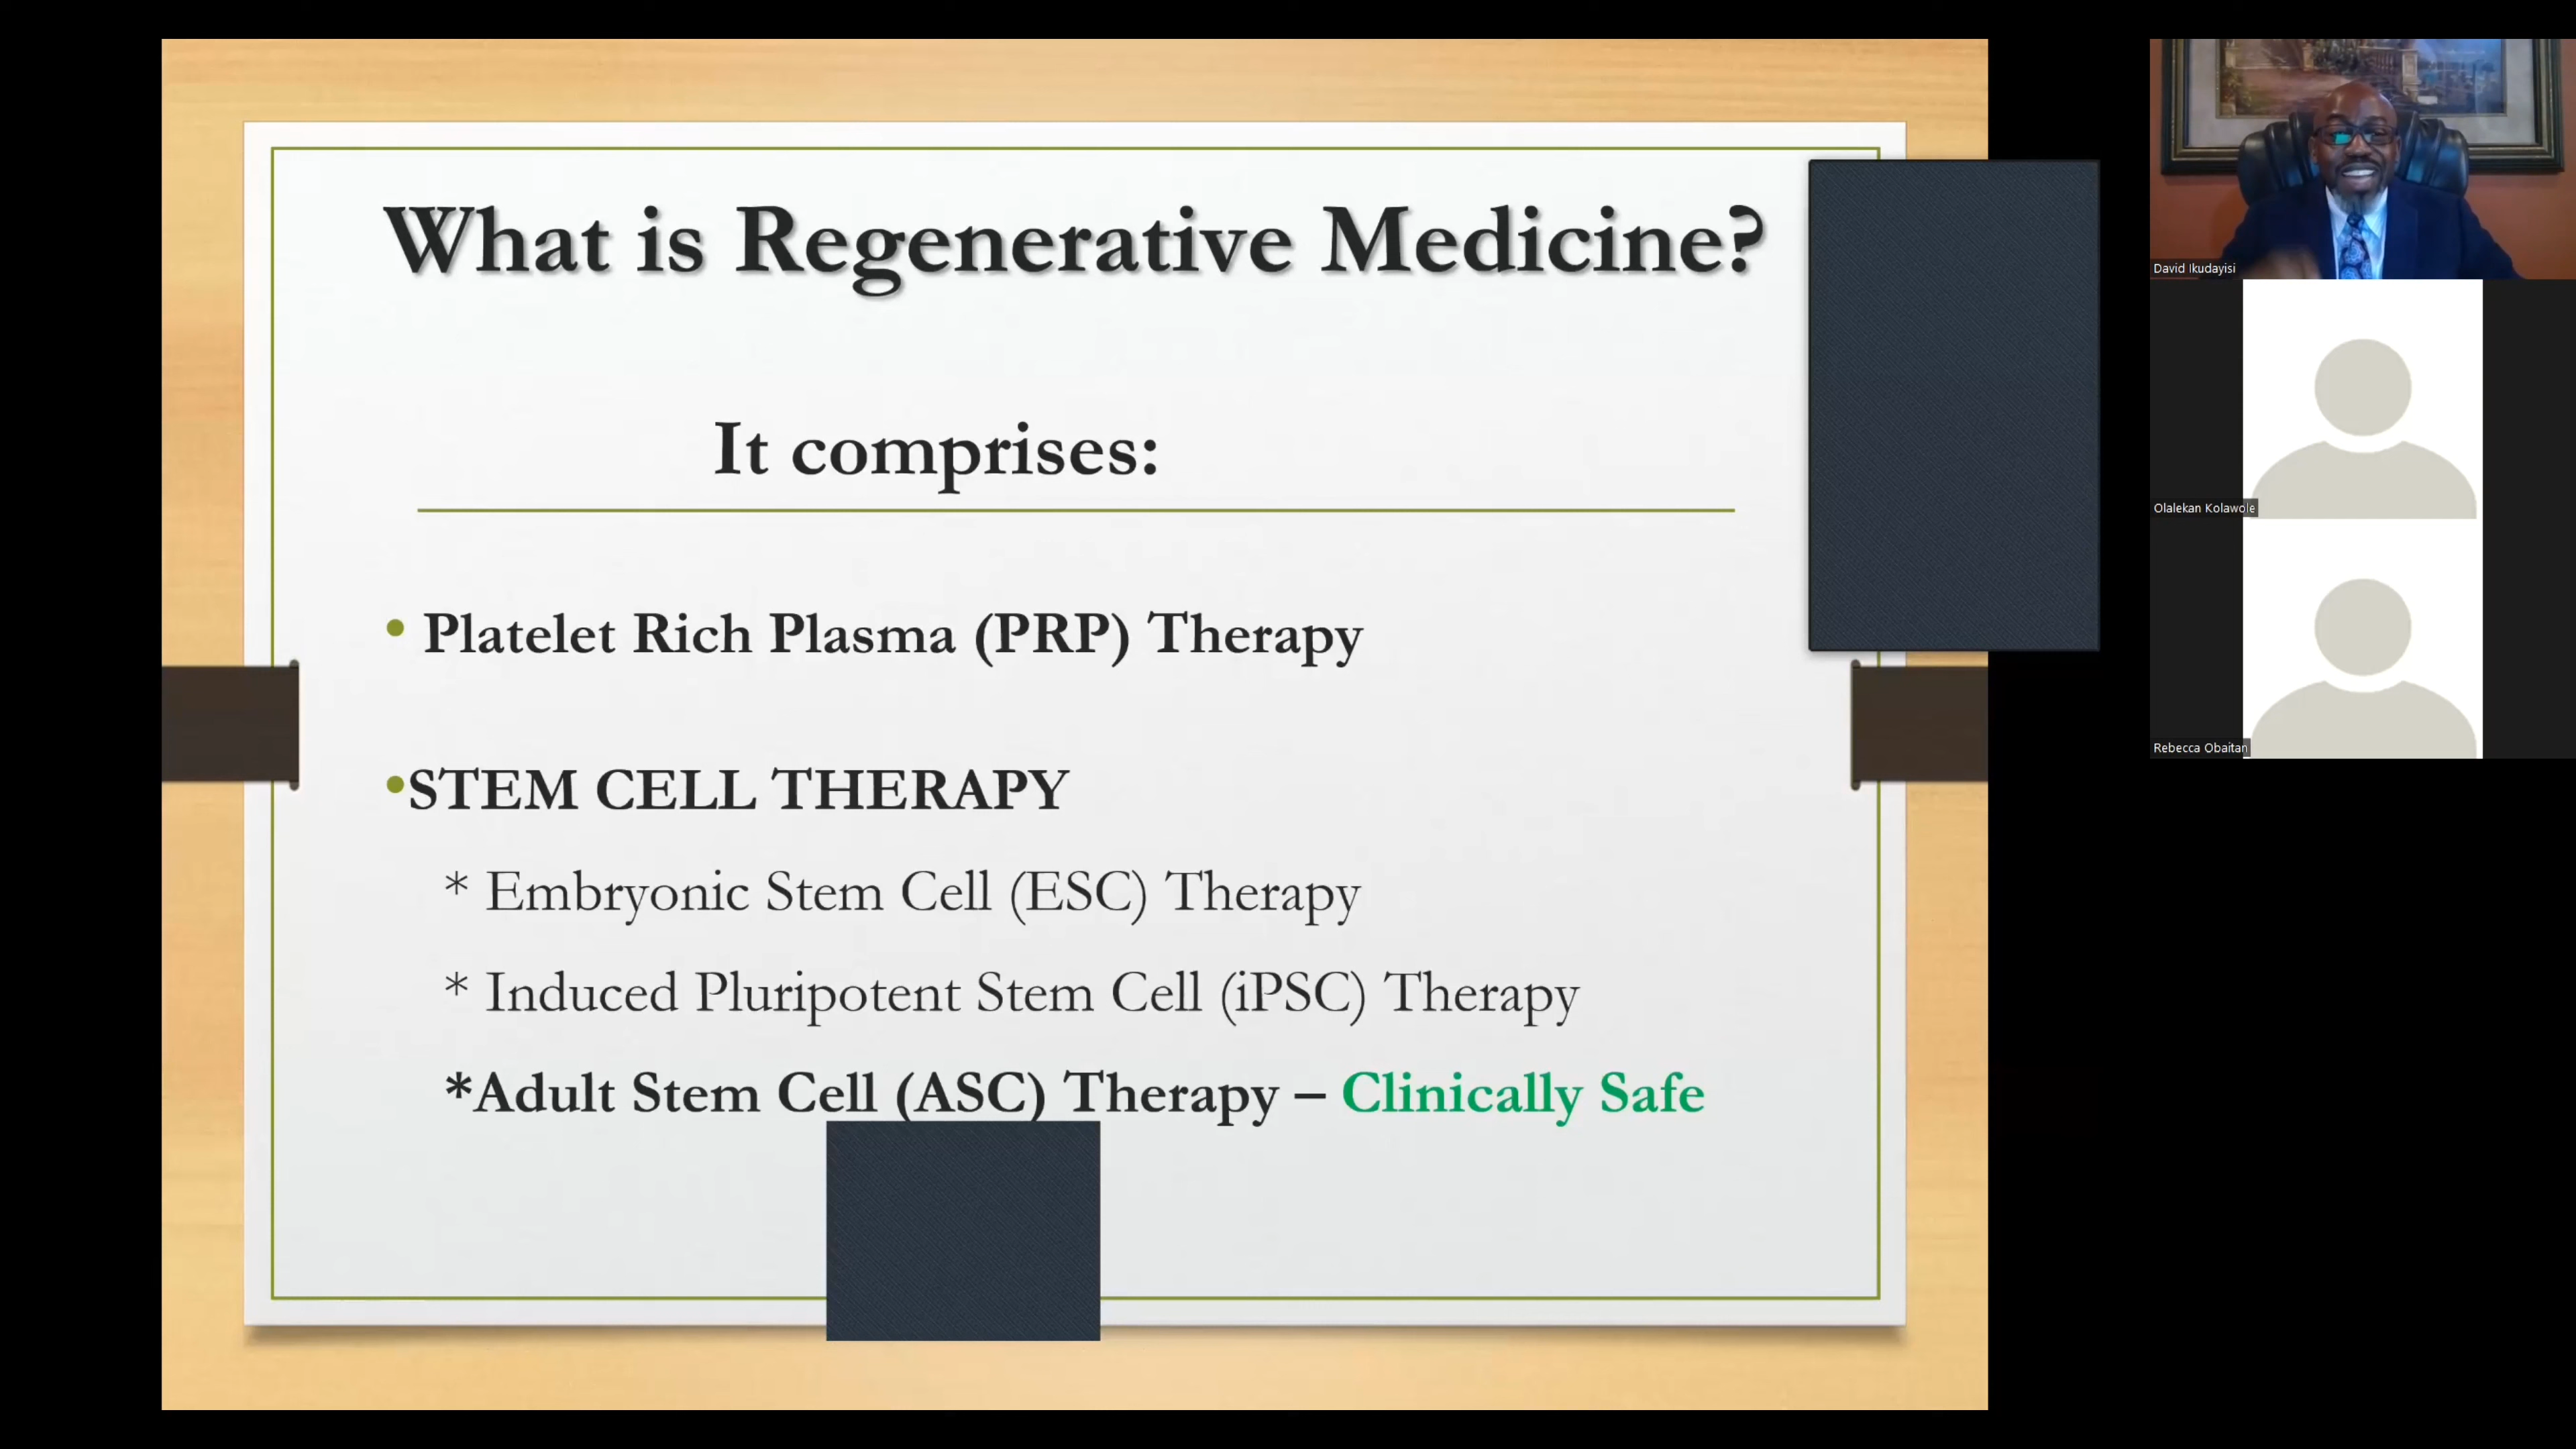 What is Regenerative Medicine?
It comprises:
• Platelet Rich Plasma (PRP) Therapy
•STEM CELL THERAPY
* Embryonic Stem Cell (ESC) Therapy
* Induced Pluripotent Stem Cell (iPSC) Therapy
*Adult Stem Cell (ASC) Therapy – Clinically Safe
David Ikudayisi
Olalekan Kolawole
Rebecca Obaitan